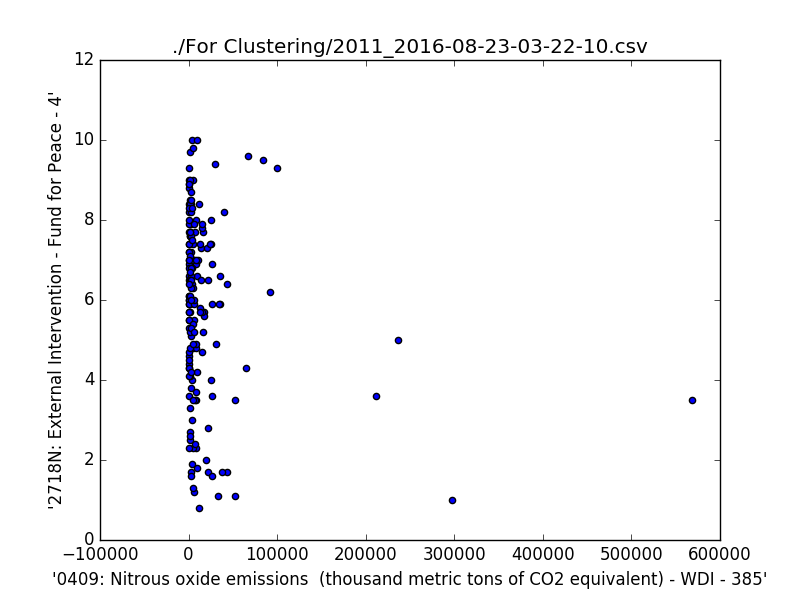 ./For Clustering/2011_2016-08-23-03-22-10.csv
'2718N: External Intervention - Fund for Peace - 4'
12
10
8
6
4
2
0
−100000 0 100000 200000 300000 400000 500000 600000
'0409: Nitrous oxide emissions  (thousand metric tons of CO2 equivalent) - WDI - 385'